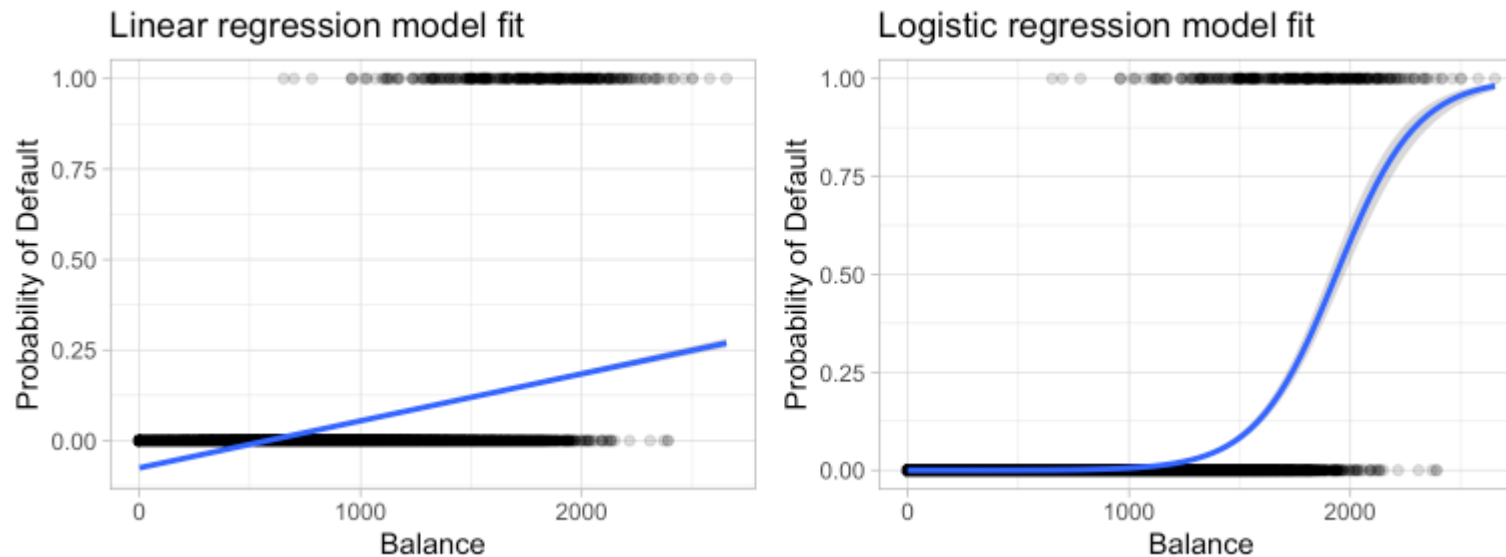 Linear regression model fit
1.00
0.75
0.50
0.25
0.00
Probability of Default
0 1000 2000
Balance
Logistic regression model fit
1.00
0.75
0.50
0.25
0.00
Probability of Default
0 1000 2000
Balance